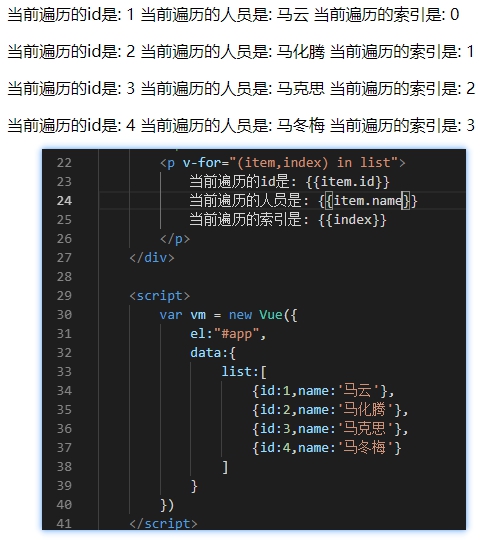 当前遍历的id是: 1 当前遍历的人员是: 马云 当前遍历的索引是: 0
当前遍历的id是: 2 当前遍历的人员是: 马化腾 当前遍历的索引是: 1
当前遍历的id是: 3 当前遍历的人员是: 马克思 当前遍历的索引是: 2
当前遍历的id是: 4 当前遍历的人员是: 马冬梅 当前遍历的索引是: 3
22 <p v-for="(item,index) in list">
23 当前遍历的id是: {{item.id}}
24 当前遍历的人员是: {{item.name}}
25 当前遍历的索引是: {{index}}
26 </p>
27 </div>
28
29 <script>
30 var vm = new Vue({
31 el:"#app",
32 data:{
33 list:[
34 {id:1,name:'马云'},
35 {id:2,name:'马化腾'},
36 {id:3,name:'马克思'},
37 {id:4,name:'马冬梅'}
38 ]
39 }
40 })
41 </script>